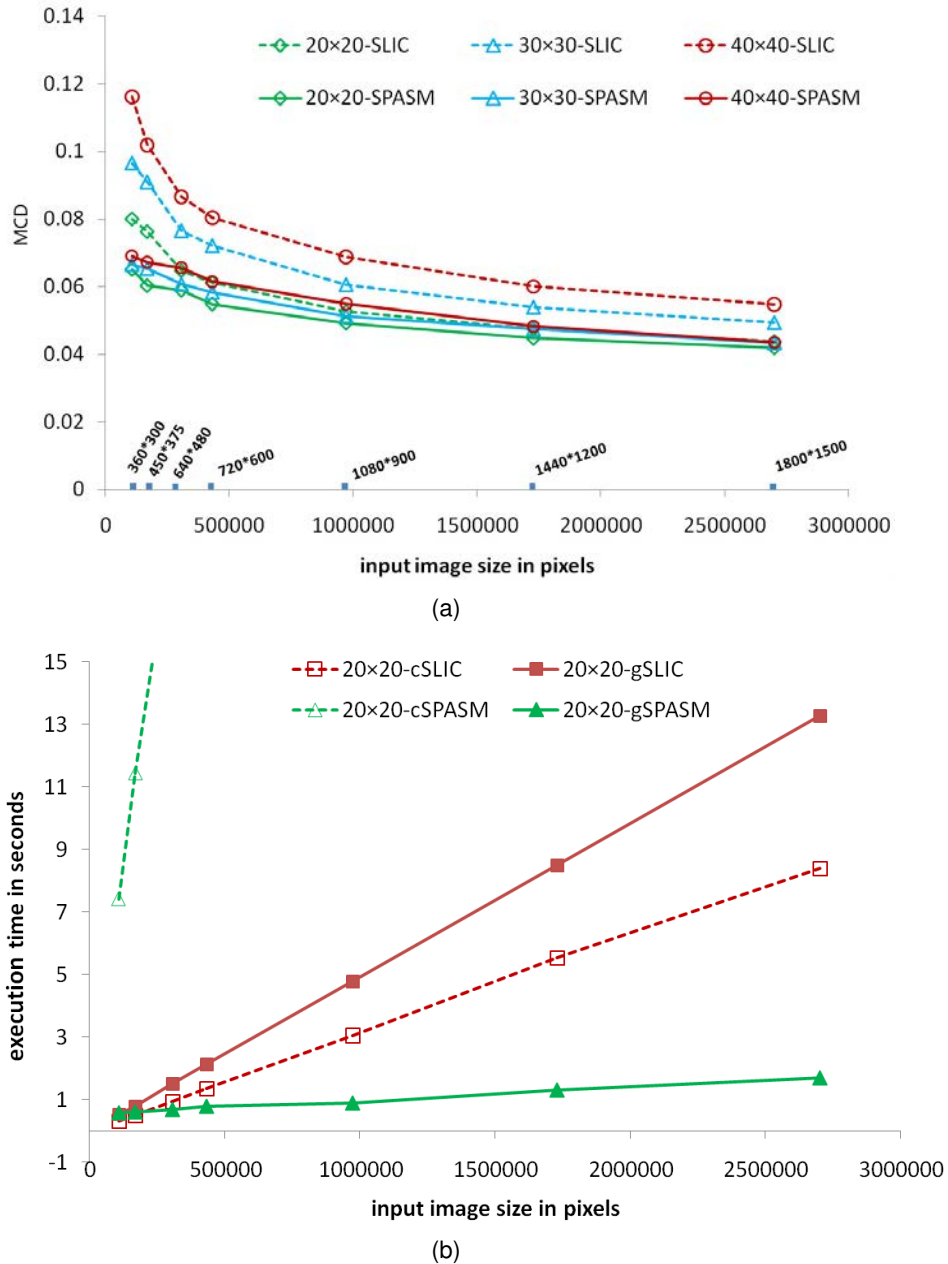 0.14
0.12
0.1
0.08
0.06
0.04
0.02
0
MCD
20×20-SLIC
30×30-SLIC
40×40-SLIC
20×20-SPASM
30×30-SPASM
40×40-SPASM
360*300
450*375
640*480
720*600
1080*900
1440*1200
1800*1500
0
500000
1000000
1500000
2000000
2500000
3000000
input image size in pixels
(a)
15
13
11
9
7
5
3
1
-1
execution time in seconds
20×20-cSLIC
20×20-gSLIC
20×20-cSPASM
20×20-gSPASM
0
500000
1000000
1500000
2000000
2500000
3000000
input image size in pixels
(b)